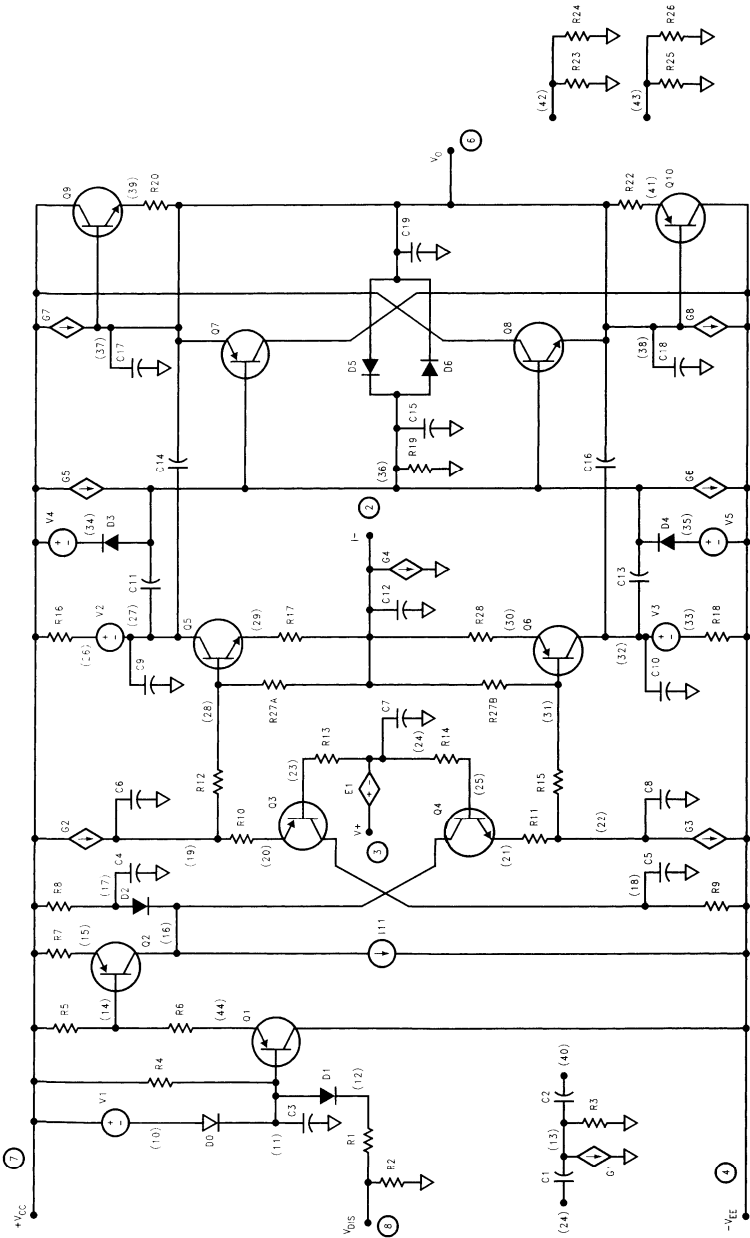 +V_CC
7
V1
+
-
(10)
D0
(11)
C3
R4
D1
(12)
R1
R2
V_DIS
8
R5
(14)
R6
(44)
Q1
R7
(15)
Q2
(16)
I11
R8
(17)
C4
D2
G2
C6
(19)
R10
(20)
Q3
R12
(23)
R13
E1
+
-
V+
3
C7
(24)
R14
(25)
Q4
(21)
R11
R15
(22)
C8
G3
(18)
C5
R9
R16
(26)
V2
+
-
(27)
C9
Q5
(28)
(29)
R17
R27A
C12
G4
I-
2
R28
R27B
(30)
(31)
Q6
(32)
C10
V3
+
-
(33)
R18
V4
+
-
(34)
D3
C11
G5
C14
(36)
R19
C15
D5
D6
C13
C16
D4
(35)
V5
+
-
G6
G7
(37)
C17
Q7
Q8
(38)
C18
G8
Q9
(39)
R20
C19
V_O
6
R22
(41)
Q10
(24)
C1
(13)
G'
C2
R3
(40)
4
-V_EE
(42)
R23
R24
(43)
R25
R26